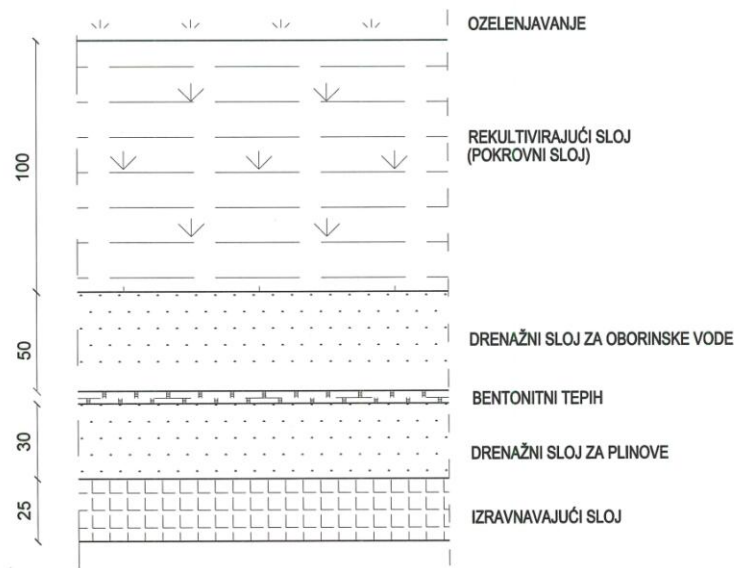 OZELENJAVANJE
100
REKULTIVIRAJUĆI SLOJ
(POKROVNI SLOJ)
50
DRENAŽNI SLOJ ZA OBORINSKE VODE
BENTONITNI TEPIH
30
DRENAŽNI SLOJ ZA PLINOVE
25
IZRAVNAVAJUĆI SLOJ